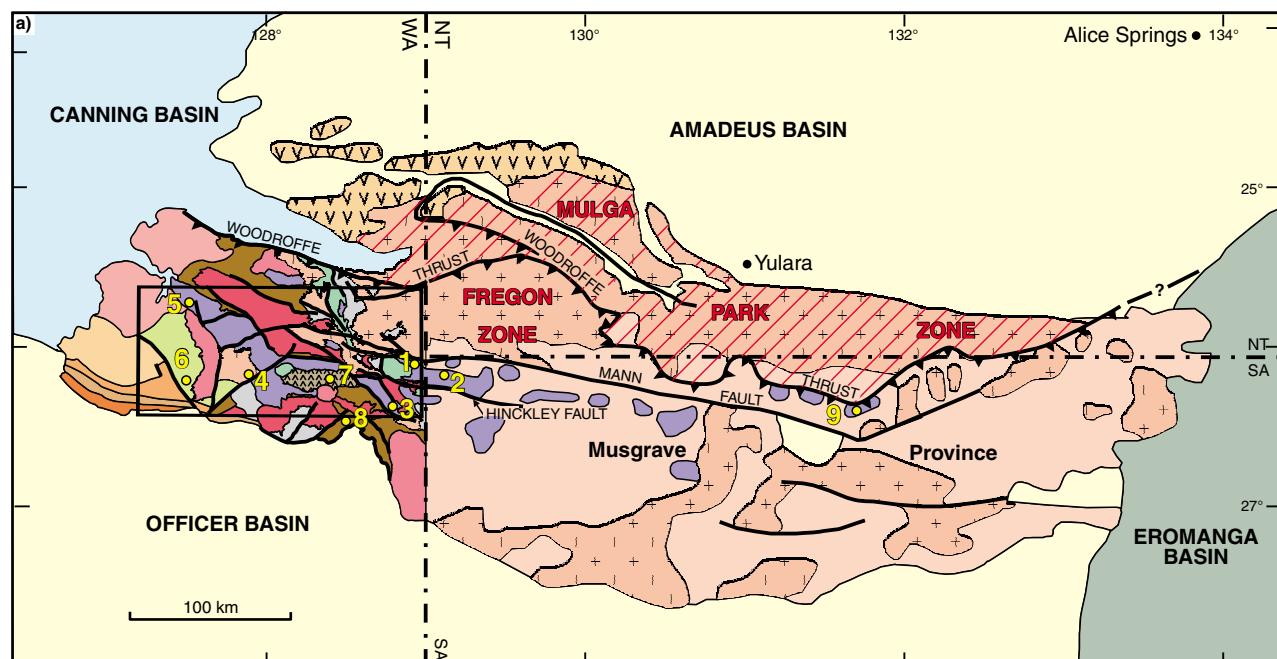 a)
128°
WA
NT
130°
132°
Alice Springs
134°
CANNING BASIN
AMADEUS BASIN
25°
MULGA
WOODROFFE
WOODROFFE
THRUST
Yulara
FREGON
ZONE
PARK
ZONE
?
5
6
4
7
1
2
3
8
9
NT
SA
MANN
FAULT
THRUST
HINCKLEY FAULT
Musgrave
Province
27°
OFFICER BASIN
EROMANGA
BASIN
100 km
SA